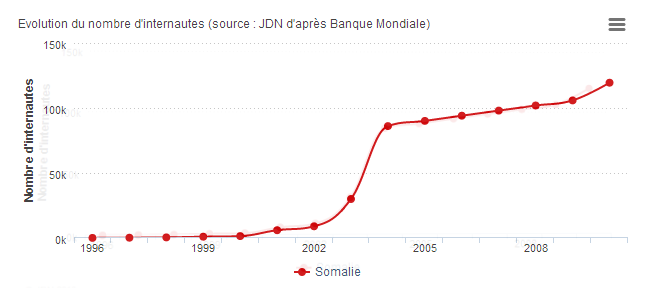 Evolution du nombre d'internautes (source : JDN d'après Banque Mondiale)
150k
100k
50k
0k
Nombre d'internautes
1996
1999
2002
2005
2008
Somalie